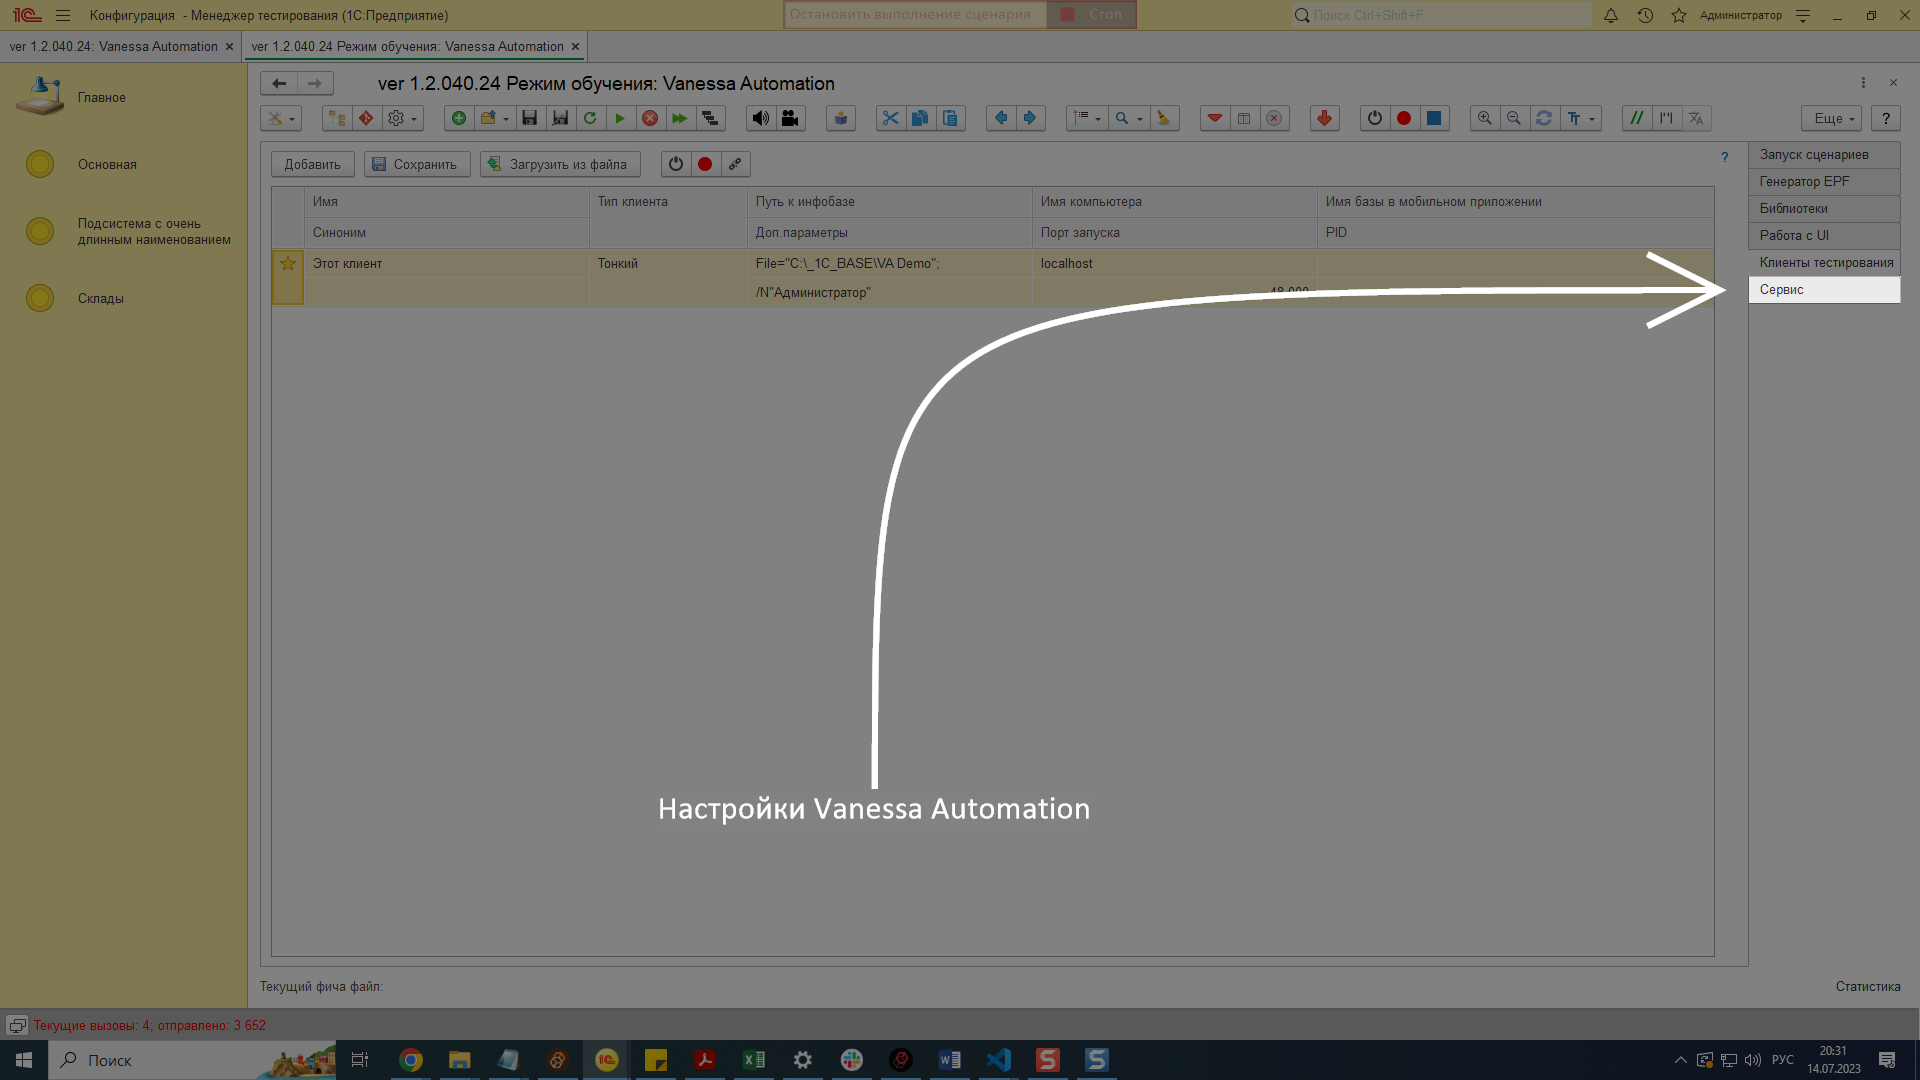 Конфигурация - Менеджер тестирования (1С:Предприятие)
Остановить выполнение сценария Стоп
Поиск Ctrl+Shift+F
Администратор
ver 1.2.040.24: Vanessa Automation
ver 1.2.040.24 Режим обучения: Vanessa Automation
Главное
Основная
Подсистема с очень
длинным наименованием
Склады
ver 1.2.040.24 Режим обучения: Vanessa Automation
Еще
?
Добавить
Сохранить
Загрузить из файла
?
Имя
Тип клиента
Путь к инфобазе
Имя компьютера
Имя базы в мобильном приложении
Синоним
Доп.параметры
Порт запуска
PID
Этот клиент
Тонкий
File="C:\_1C_BASE\VA Demo";
localhost
/N"Администратор"
48 000
Запуск сценариев
Генератор EPF
Библиотеки
Работа с UI
Клиенты тестирования
Сервис
Настройки Vanessa Automation
Текущий фича файл:
Статистика
Текущие вызовы: 4; отправлено: 3 652
Поиск
РУС
20:31
14.07.2023